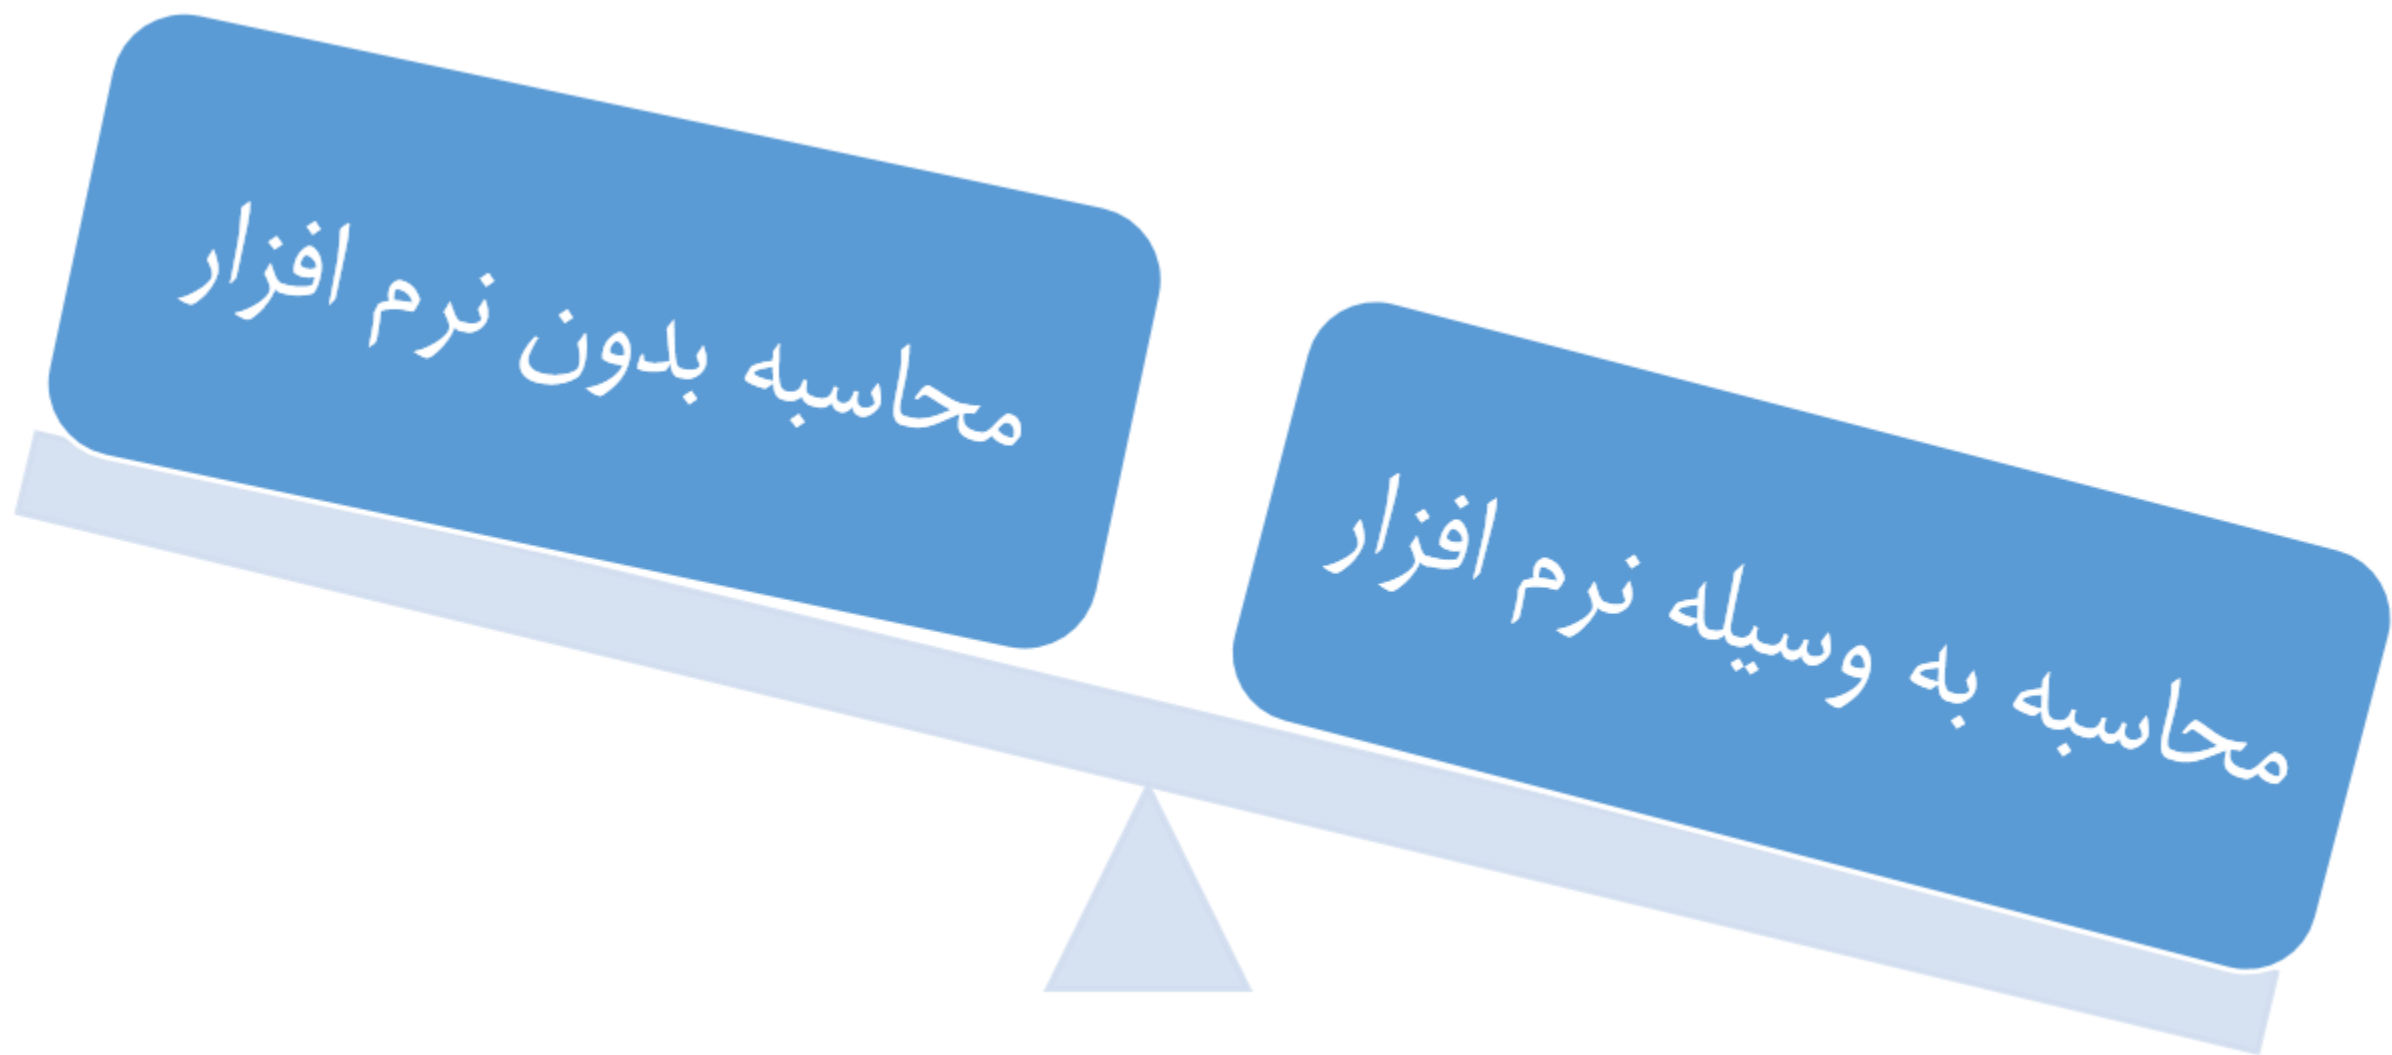 محاسبه به وسیله نرم افزار
محاسبه بدون نرم افزار